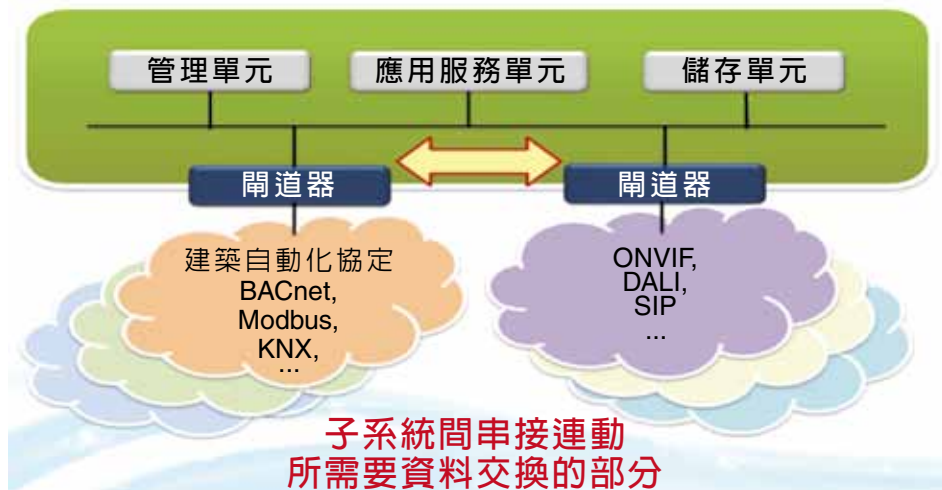 管理單元
應用服務單元
儲存單元
閘道器
閘道器
建築自動化協定
BACnet,
Modbus,
KNX,
...
ONVIF,
DALI,
SIP
...
子系統間串接連動
所需要資料交換的部分